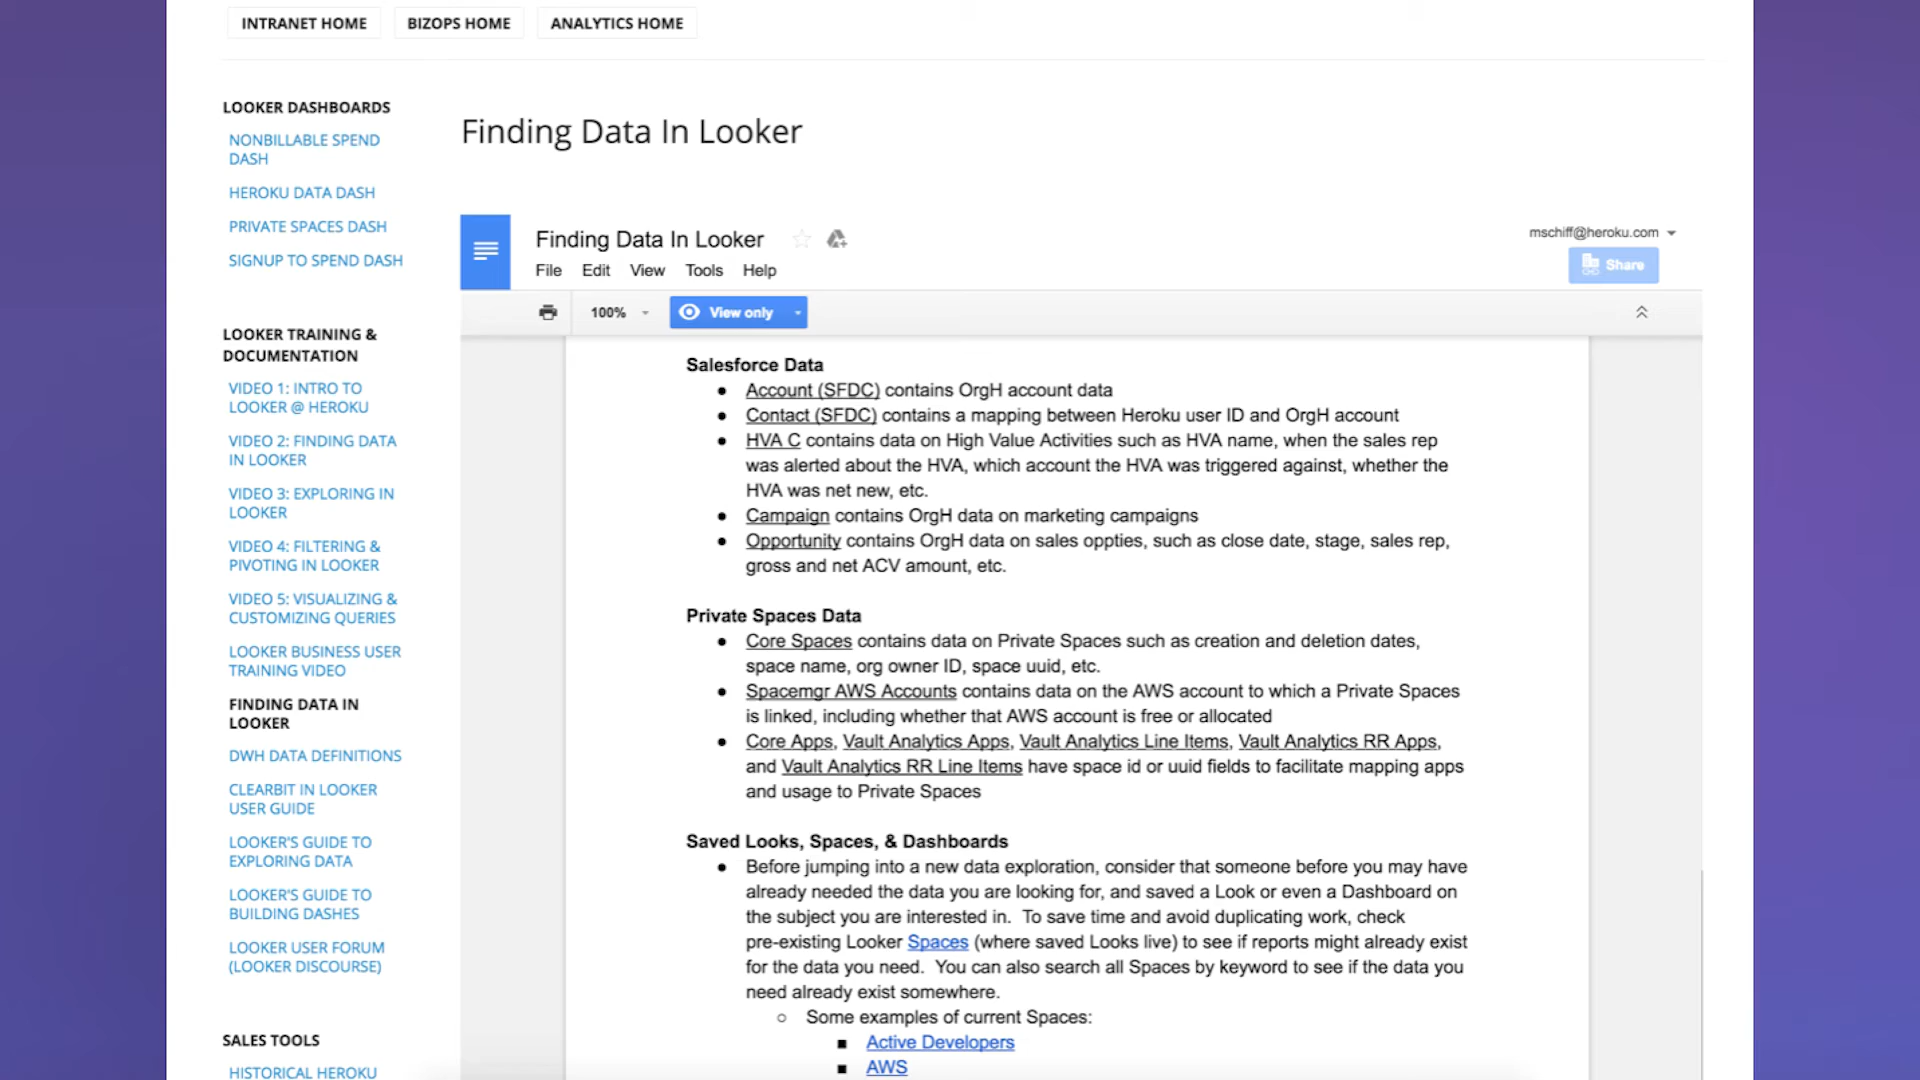 INTRANET HOME
BIZOPS HOME
ANALYTICS HOME
LOOKER DASHBOARDS
NONBILLABLE SPEND
DASH
HEROKU DATA DASH
PRIVATE SPACES DASH
SIGNUP TO SPEND DASH
LOOKER TRAINING &
DOCUMENTATION
VIDEO 1: INTRO TO
LOOKER @ HEROKU
VIDEO 2: FINDING DATA
IN LOOKER
VIDEO 3: EXPLORING IN
LOOKER
VIDEO 4: FILTERING &
PIVOTING IN LOOKER
VIDEO 5: VISUALIZING &
CUSTOMIZING QUERIES
LOOKER BUSINESS USER
TRAINING VIDEO
FINDING DATA IN
LOOKER
DWH DATA DEFINITIONS
CLEARBIT IN LOOKER
USER GUIDE
LOOKER'S GUIDE TO
EXPLORING DATA
LOOKER'S GUIDE TO
BUILDING DASHES
LOOKER USER FORUM
(LOOKER DISCOURSE)
SALES TOOLS
HISTORICAL HEROKU
Finding Data In Looker
Finding Data In Looker
mschiff@heroku.com
File Edit View Tools Help
Share
100%
View only
Salesforce Data
● Account (SFDC) contains OrgH account data
● Contact (SFDC) contains a mapping between Heroku user ID and OrgH account
● HVA C contains data on High Value Activities such as HVA name, when the sales rep
was alerted about the HVA, which account the HVA was triggered against, whether the
HVA was net new, etc.
● Campaign contains OrgH data on marketing campaigns
● Opportunity contains OrgH data on sales oppties, such as close date, stage, sales rep,
gross and net ACV amount, etc.
Private Spaces Data
● Core Spaces contains data on Private Spaces such as creation and deletion dates,
space name, org owner ID, space uuid, etc.
● Spacemgr AWS Accounts contains data on the AWS account to which a Private Spaces
is linked, including whether that AWS account is free or allocated
● Core Apps, Vault Analytics Apps, Vault Analytics Line Items, Vault Analytics RR Apps,
and Vault Analytics RR Line Items have space id or uuid fields to facilitate mapping apps
and usage to Private Spaces
Saved Looks, Spaces, & Dashboards
● Before jumping into a new data exploration, consider that someone before you may have
already needed the data you are looking for, and saved a Look or even a Dashboard on
the subject you are interested in. To save time and avoid duplicating work, check
pre-existing Looker Spaces (where saved Looks live) to see if reports might already exist
for the data you need. You can also search all Spaces by keyword to see if the data you
need already exist somewhere.
○ Some examples of current Spaces:
■ Active Developers
■ AWS